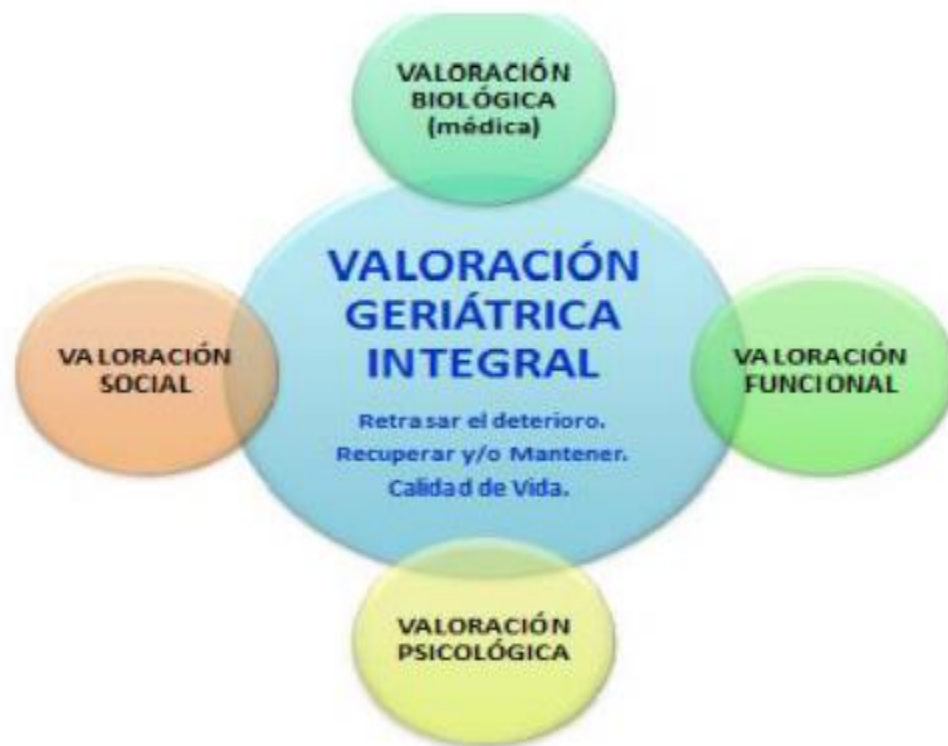 VALORACIÓN
BIOLÓGICA
(médica)
VALORACIÓN
GERIÁTRICA
INTEGRAL
Retrasar el deterioro.
Recuperar y/o Mantener.
Calidad de Vida.
VALORACIÓN
SOCIAL
VALORACIÓN
FUNCIONAL
VALORACIÓN
PSICOLÓGICA